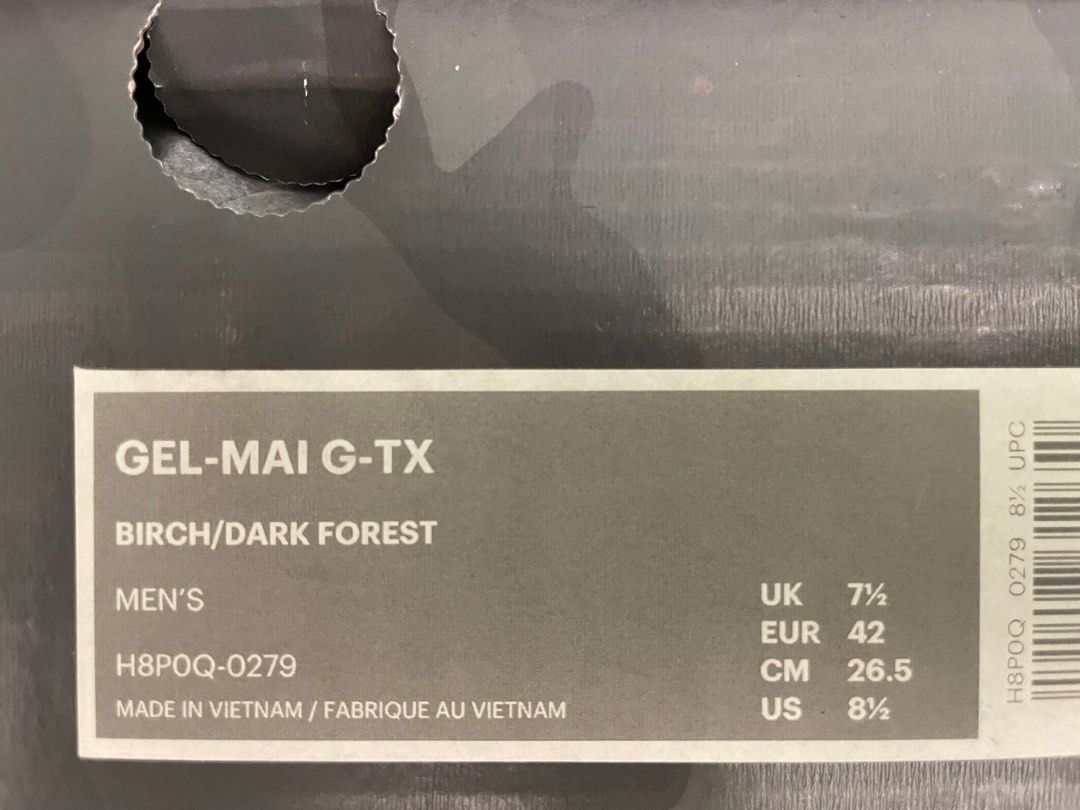 GEL-MAI G-TX
BIRCH/DARK FOREST
MEN'S
H8P0Q-0279
MADE IN VIETNAM / FABRIQUE AU VIETNAM
UK 7½
EUR 42
CM 26.5
US 8½
H8P0Q 0279 8½ UPC